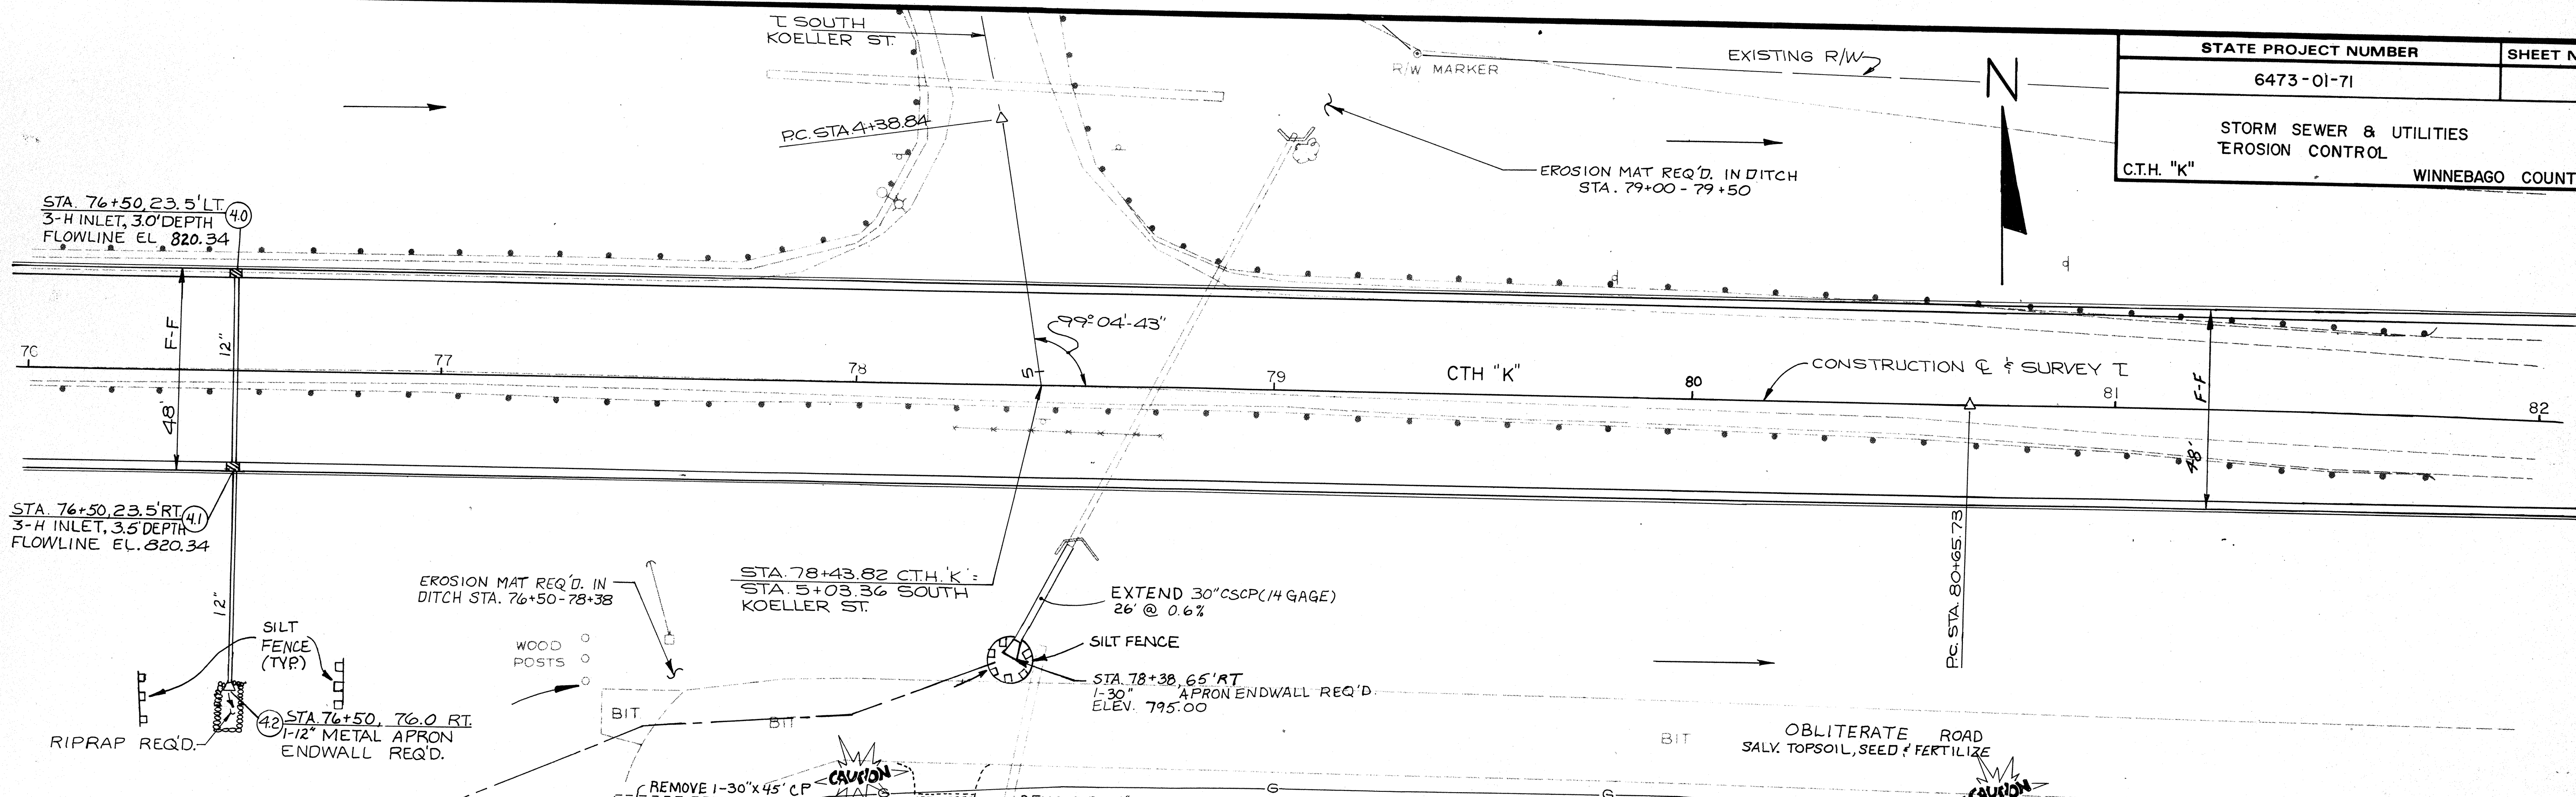 STATE PROJECT NUMBER
SHEET N
6473-01-71
STORM SEWER & UTILITIES
EROSION CONTROL
C.T.H. "K"
WINNEBAGO COUNT
SOUTH
KOELLER ST.
P.C. STA. 4+38.84
R/W MARKER
EXISTING R/W
N
EROSION MAT REQ'D. IN DITCH
STA. 79+00 - 79+50
STA. 76+50, 23.5' LT.
3-H INLET, 3.0' DEPTH
FLOWLINE EL. 820.34
4.0
F-F
48'
12"
99°-04'-43"
76
77
78
5
79
CTH "K"
80
CONSTRUCTION ℄ & SURVEY
81
82
F-F
48'
STA. 76+50, 23.5' RT.
3-H INLET, 3.5' DEPTH
FLOWLINE EL. 820.34
4.1
12"
P.C. STA. 80+65.73
EROSION MAT REQ'D. IN
DITCH STA. 76+50-78+38
STA. 78+43.82 C.T.H. 'K' =
STA. 5+03.36 SOUTH
KOELLER ST.
EXTEND 30" CSCP (14 GAGE)
26' @ 0.6%
SILT FENCE
SILT
FENCE
(TYP.)
WOOD
POSTS
STA. 78+38, 65' RT
1-30" APRON ENDWALL REQ'D.
ELEV. 795.00
4.2
STA. 76+50, 76.0 RT.
1-12" METAL APRON
ENDWALL REQ'D.
RIPRAP REQ'D.
BIT
BIT
BIT
OBLITERATE ROAD
SALV. TOPSOIL, SEED & FERTILIZE
REMOVE 1-30" x 45' CP
CAUTION
CAUTION
G
G
G